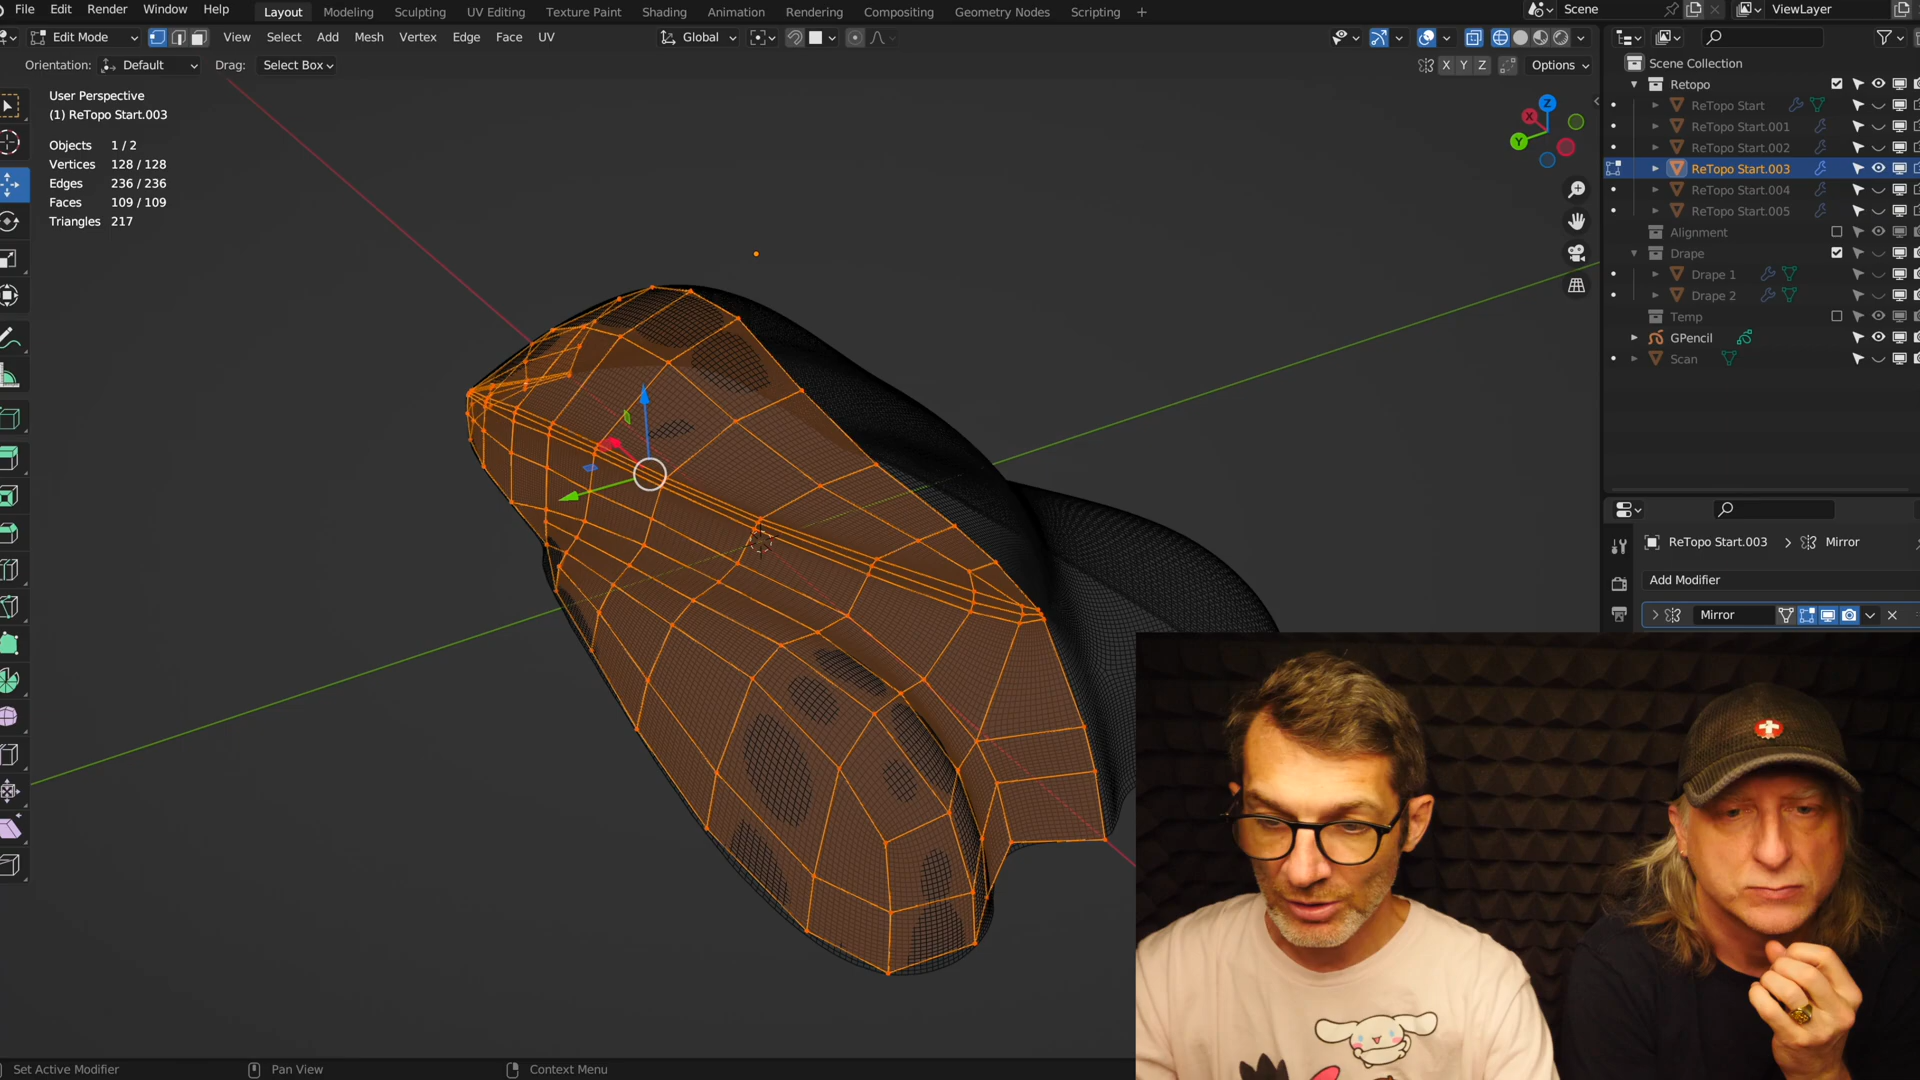 File Edit Render Window Help Layout Modeling Sculpting UV Editing Texture Paint Shading Animation Rendering Compositing Geometry Nodes Scripting +
Scene ViewLayer
Edit Mode View Select Add Mesh Vertex Edge Face UV Global
Orientation: Default Drag: Select Box X Y Z Options
User Perspective
(1) ReTopo Start.003
Objects 1 / 2
Vertices 128 / 128
Edges 236 / 236
Faces 109 / 109
Triangles 217
Z
X
Y
Scene Collection
Retopo
ReTopo Start
ReTopo Start.001
ReTopo Start.002
ReTopo Start.003
ReTopo Start.004
ReTopo Start.005
Alignment
Drape
Drape 1
Drape 2
Temp
GPencil
Scan
ReTopo Start.003 > Mirror
Add Modifier
Mirror
Set Active Modifier Pan View Context Menu